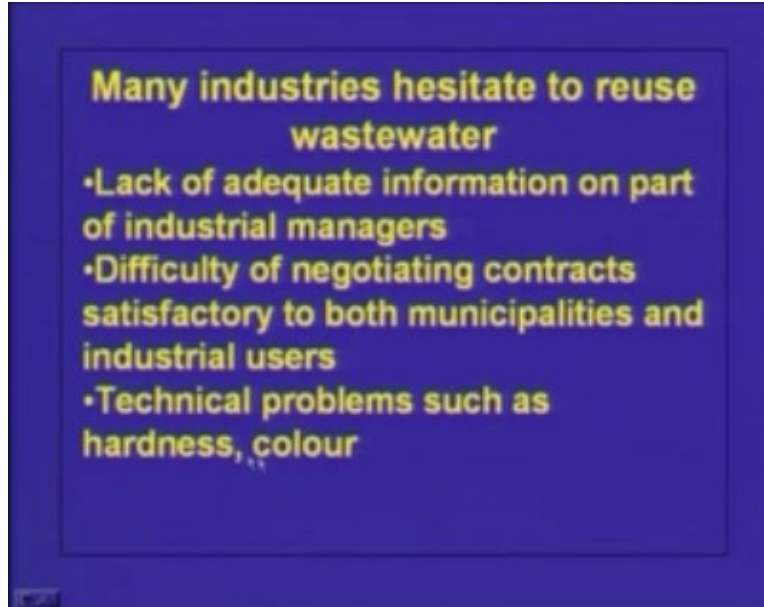 Many industries hesitate to reuse
wastewater
•Lack of adequate information on part
of industrial managers
•Difficulty of negotiating contracts
satisfactory to both municipalities and
industrial users
•Technical problems such as
hardness, colour